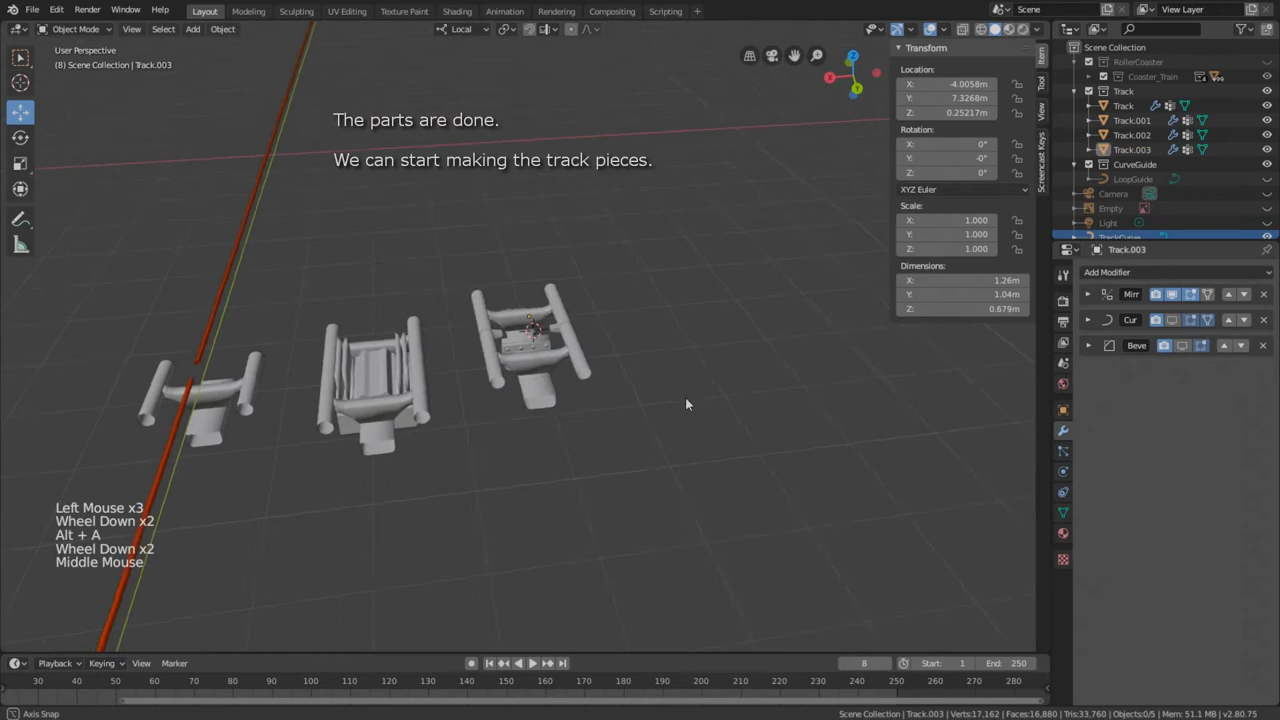 File Edit Render Window Help
Layout Modeling Sculpting UV Editing Texture Paint Shading Animation Rendering Compositing Scripting +
Scene
View Layer
Object Mode View Select Add Object
Local
User Perspective
(8) Scene Collection | Track.003
The parts are done.
We can start making the track pieces.
X
Y
Z
Transform
Location:
X: -4.0058m
Y: 7.3268m
Z: 0.25217m
Rotation:
X: 0°
Y: -0°
Z: 0°
XYZ Euler
Scale:
X: 1.000
Y: 1.000
Z: 1.000
Dimensions:
X: 1.26m
Y: 1.04m
Z: 0.679m
Item
Tool
View
Screencast Keys
Scene Collection
RollerCoaster
Coaster_Train
Track
Track
Track.001
Track.002
Track.003
CurveGuide
LoopGuide
Camera
Empty
Light
TrackCurve
Track.003
Add Modifier
Mirr
Cur
Beve
Left Mouse x3
Wheel Down x2
Alt + A
Wheel Down x2
Middle Mouse
Playback Keying View Marker
8
Start: 1
End: 250
30 40 50 60 70 80 90 100 110 120 130 140 150 160 170 180 190 200 210 220 230 240 250 260 270 280
Axis Snap
Scene Collection | Track.003 | Verts:17,162 | Faces:16,880 | Tris:33,760 | Objects:0/5 | Mem: 51.1 MB | v2.80.75